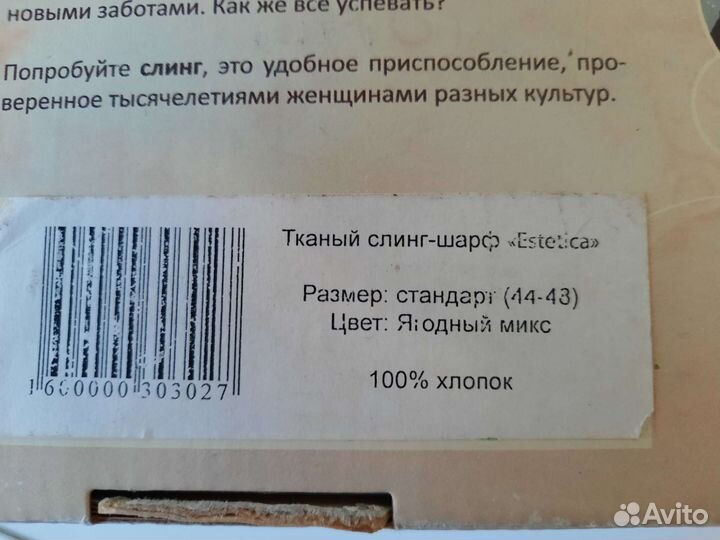 новыми заботами. Как же все успевать?
Попробуйте слинг, это удобное приспособление, про-
веренное тысячелетиями женщинами разных культур.
Тканый слинг-шарф «Estetica»
Размер: стандарт (44-48)
Цвет: Ягодный микс
100% хлопок
1600000303027
Avito